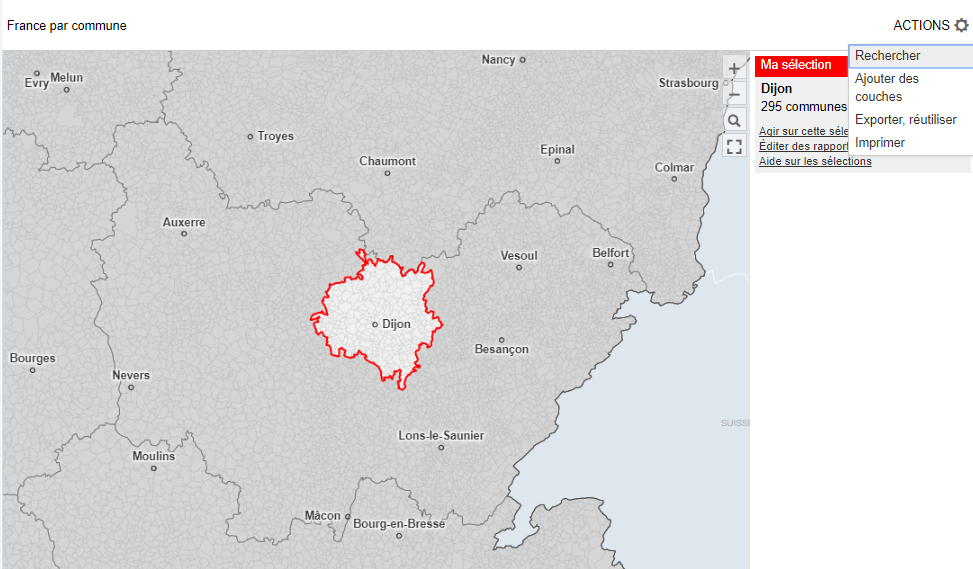 France par commune
ACTIONS
Rechercher
Ajouter des
couches
Exporter, réutiliser
Imprimer
Ma sélection
Dijon
295 communes
Agir sur cette séle
Éditer des rapport
Aide sur les sélections
Nancy
Evry
Melun
Strasbourg
Troyes
Epinal
Chaumont
Colmar
Auxerre
Vesoul
Belfort
Dijon
Besançon
Bourges
Nevers
SUISSE
Lons-le-Saunier
Moulins
Mâcon
Bourg-en-Bresse